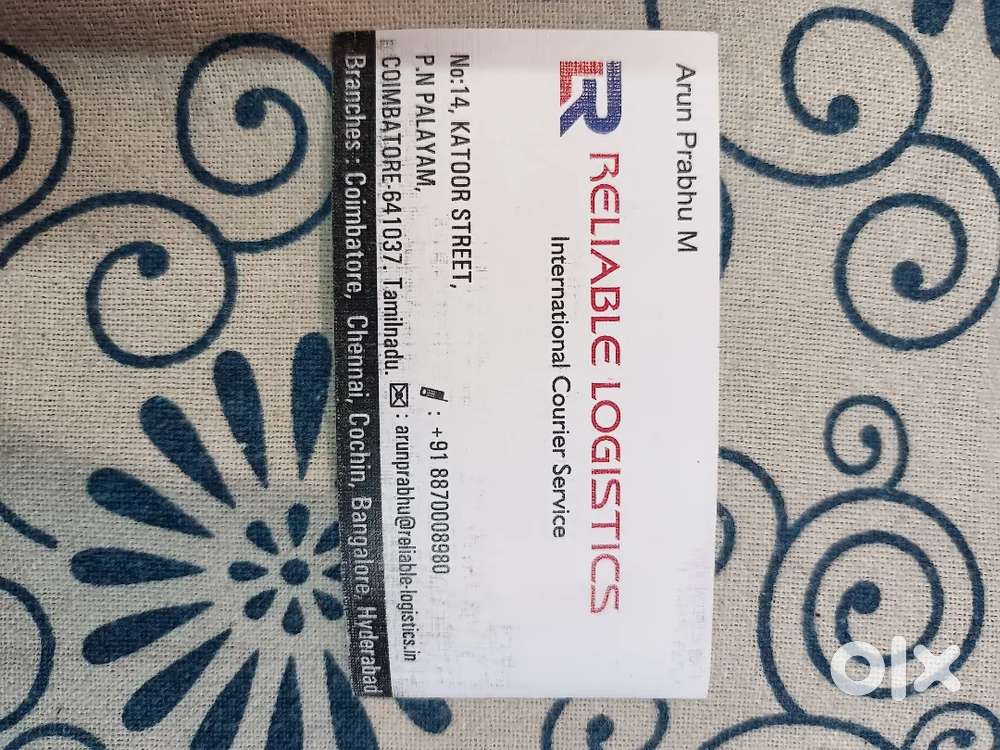 Arun Prabhu M
LR RELIABLE LOGISTICS
International Courier Service
No:14, KATOOR STREET,
P.N PALAYAM,
COIMBATORE-641037. Tamilnadu.
: +91 8870008980
: arunprabhu@reliable-logistics.in
Branches : Coimbatore, Chennai, Cochin, Bangalore, Hyderabad
olx